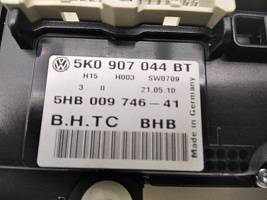 5K0 907 044 BT
H15 H003 SW0709
3 II 21.05.10
5HB 009 746-41
B.H.TC BHB
Made in Germany